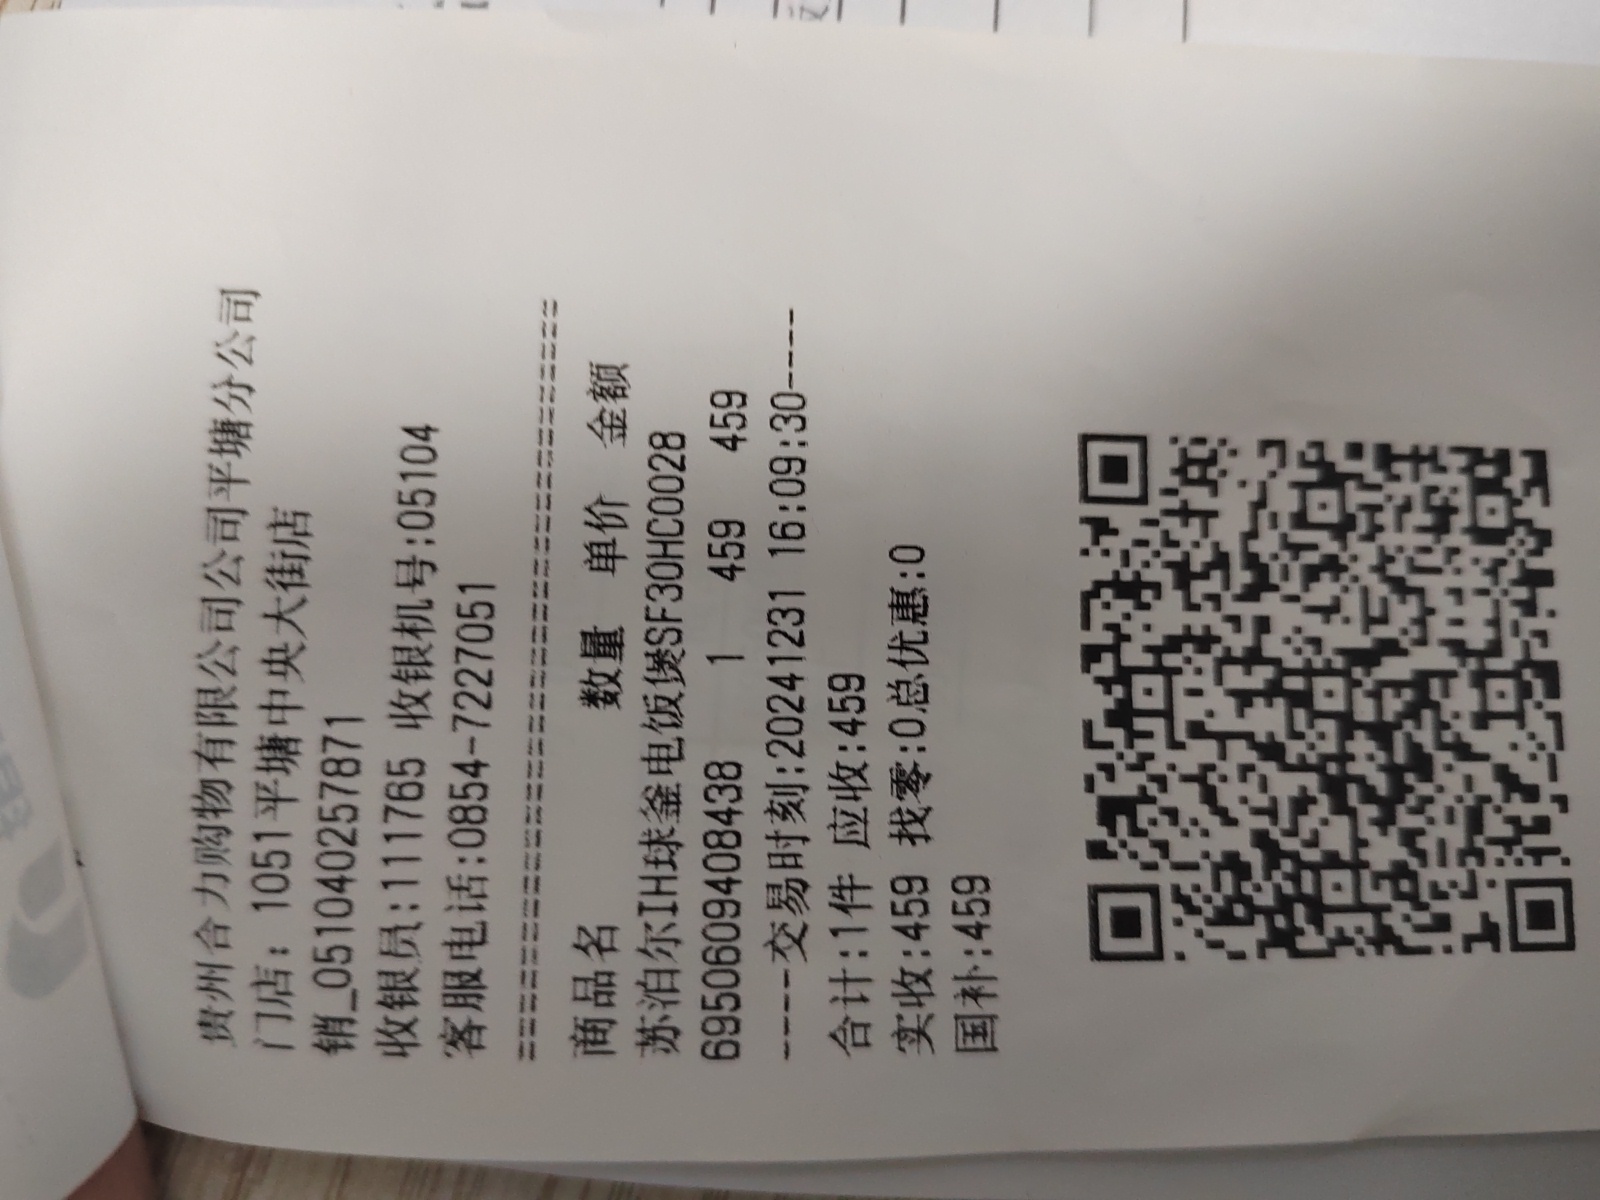 贵州合力购物有限公司公司平塘分公司
门店: 1051平塘中央大街店
销_0510402578​71
收银员:111765 收银机号:05104
客服电话:0854-7227051
商品名 数量 单价 金额
苏泊尔IH球釜电饭煲SF30HC0028
6950609408438 1 459 459
----交易时刻:20241231 16:09:30----
合计:1件 应收:459
实收:459 找零:0总优惠:0
国补:459